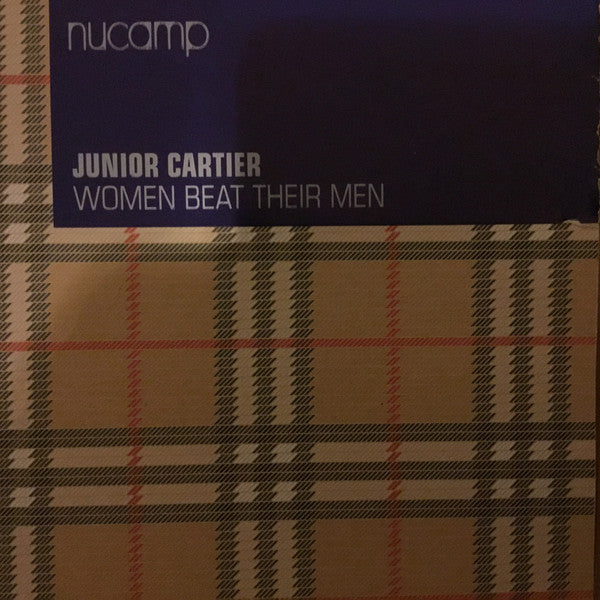 nucamp
JUNIOR CARTIER
WOMEN BEAT THEIR MEN